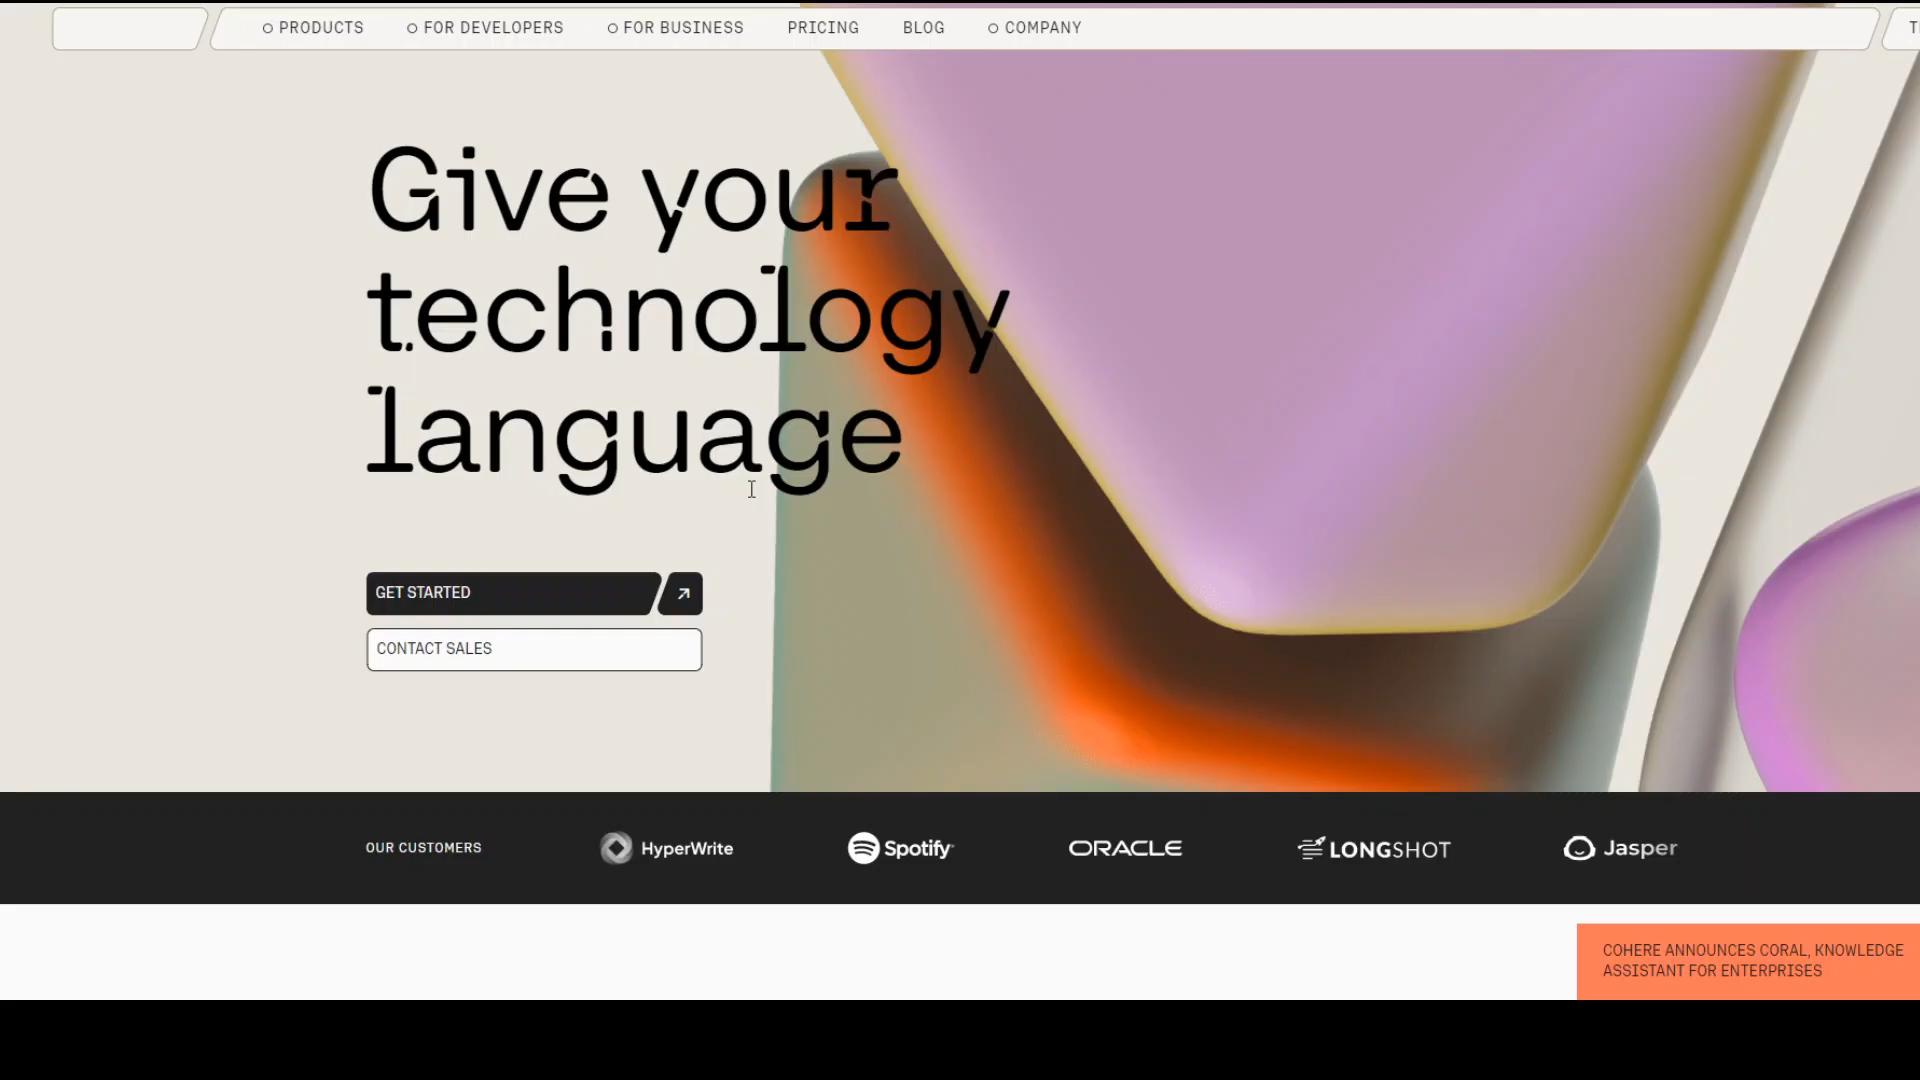 PRODUCTS FOR DEVELOPERS FOR BUSINESS PRICING BLOG COMPANY
Give your
technology
language
GET STARTED
CONTACT SALES
OUR CUSTOMERS HyperWrite Spotify ORACLE LONGSHOT Jasper
COHERE ANNOUNCES CORAL, KNOWLEDGE
ASSISTANT FOR ENTERPRISES